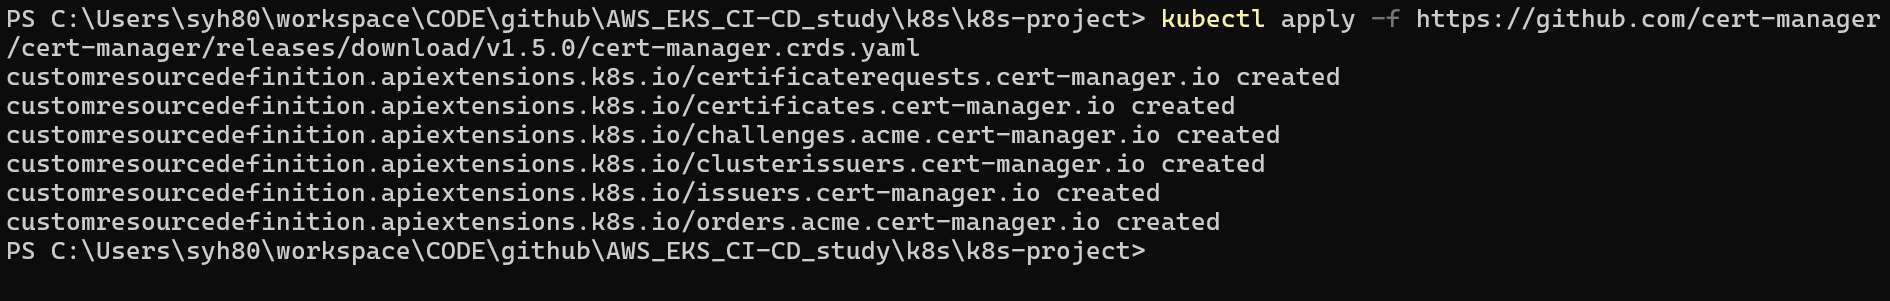 PS C:\Users\syh80\workspace\CODE\github\AWS_EKS_CI-CD_study\k8s\k8s-project> kubectl apply -f https://github.com/cert-manager
/cert-manager/releases/download/v1.5.0/cert-manager.crds.yaml
customresourcedefinition.apiextensions.k8s.io/certificaterequests.cert-manager.io created
customresourcedefinition.apiextensions.k8s.io/certificates.cert-manager.io created
customresourcedefinition.apiextensions.k8s.io/challenges.acme.cert-manager.io created
customresourcedefinition.apiextensions.k8s.io/clusterissuers.cert-manager.io created
customresourcedefinition.apiextensions.k8s.io/issuers.cert-manager.io created
customresourcedefinition.apiextensions.k8s.io/orders.acme.cert-manager.io created
PS C:\Users\syh80\workspace\CODE\github\AWS_EKS_CI-CD_study\k8s\k8s-project>